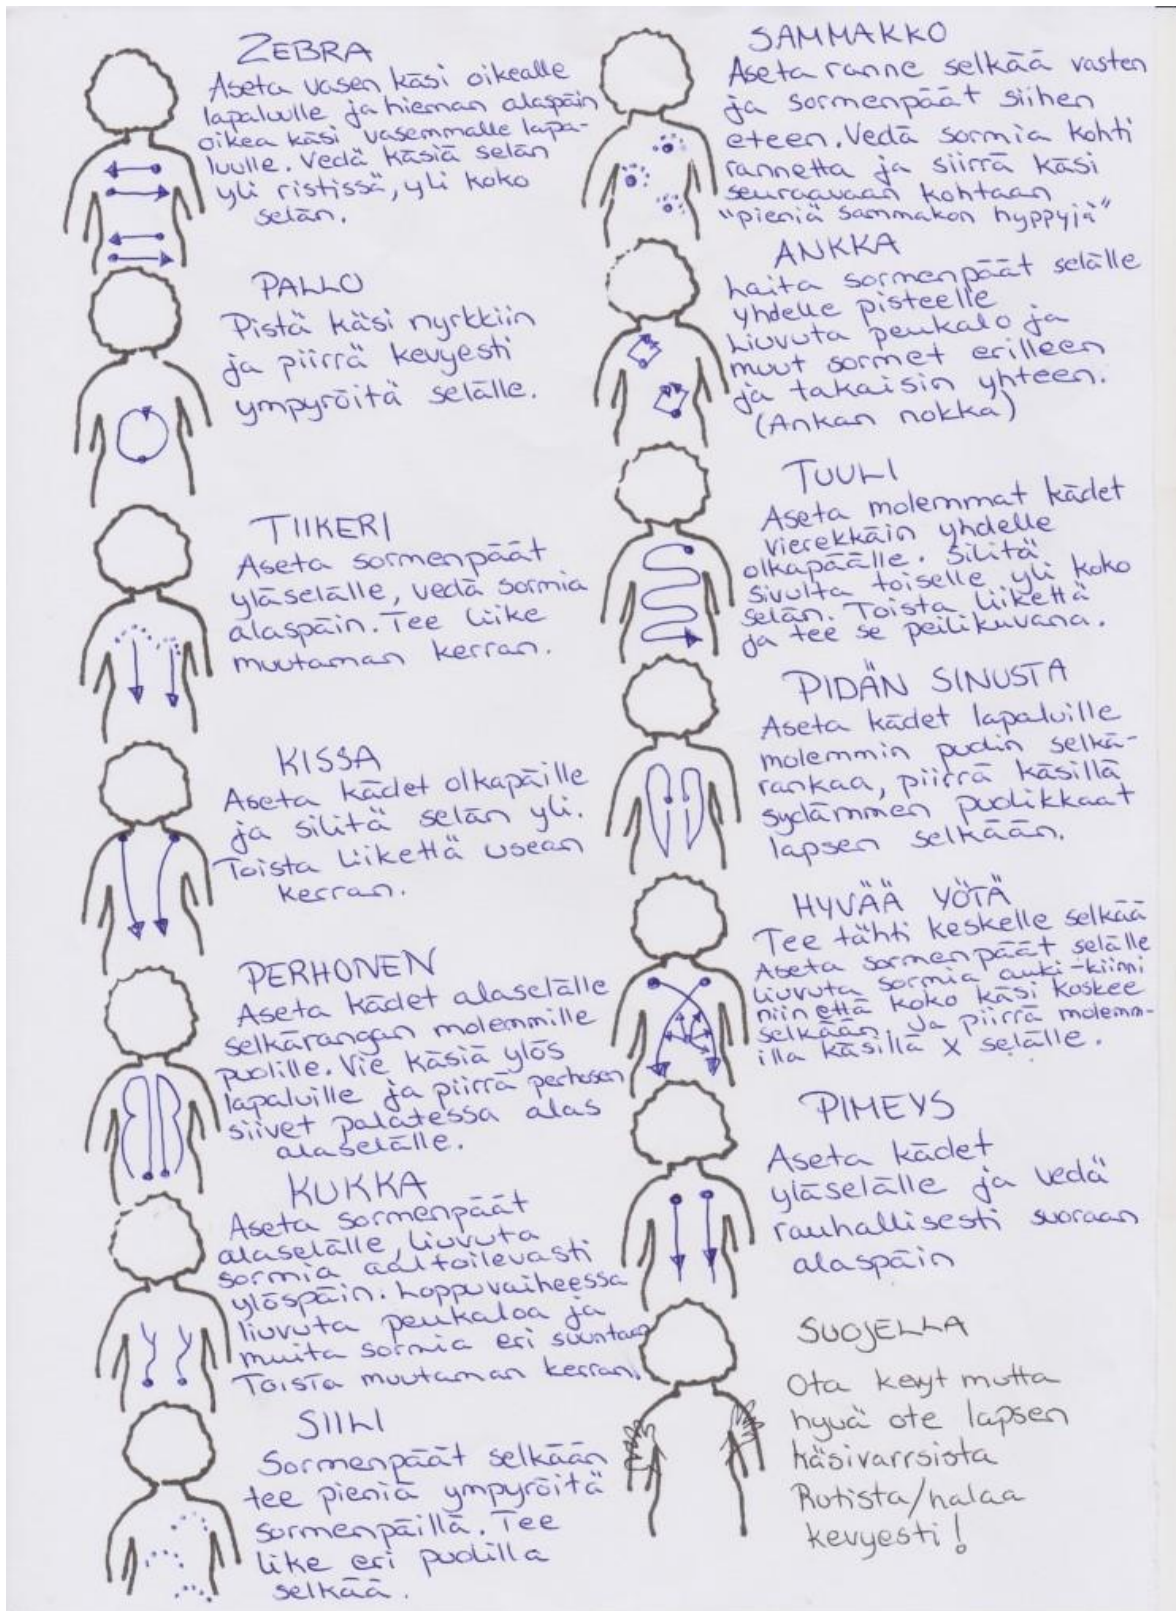 ZEBRA
Aseta vasen käsi oikealle
lapaluulle ja hieman alaspäin
oikea käsi vasemmalle lapa-
luulle. Vedä käsiä selän
yli ristissä, yli koko
selän.
PALLO
Pistä käsi nyrkkiin
ja piirrä kevyesti
ympyröitä selälle.
TIIKERI
Aseta sormenpäät
yläselälle, vedä sormia
alaspäin. Tee liike
muutaman kerran.
KISSA
Aseta kädet olkapäille
ja silitä selän yli.
Toista liikettä usean
kerran.
PERHONEN
Aseta kädet alaselälle
selkärangan molemmille
puolille. Vie käsiä ylös
lapaluille ja piirrä perhosen
siivet palatessa alas
alaselälle.
KUKKA
Aseta sormenpäät
alaselälle, liuvuta
sormia aaltoilevasti
ylöspäin. Loppuvaiheessa
liuvuta peukaloa ja
muita sormia eri suuntaan
Toista muutaman kerran.
SIILI
Sormenpäät selkään
tee pieniä ympyröitä
sormenpäillä. Tee
like eri puolilla
selkää.
SAMMAKKO
Aseta ranne selkää vasten
ja sormenpäät siihen
eteen. Vedä sormia kohti
rannetta ja siirrä käsi
seuraavaan kohtaan
"pieniä sammakon hyppyjä"
ANKKA
Laita sormenpäät selälle
yhdelle pisteelle
Liuvuta peukalo ja
muut sormet erilleen
ja takaisin yhteen.
(Ankan nokka)
TUULI
Aseta molemmat kädet
vierekkäin yhdelle
olkapäälle. Silitä
sivulta toiselle yli koko
selän. Toista liikettä
ja tee se peilikuvana.
PIDÄN SINUSTA
Aseta kädet lapaluille
molemmin puolin selkä-
rankaa, piirrä käsillä
sydämmen puolikkaat
lapsen selkään.
HYVÄÄ YÖTÄ
Tee tähti keskelle selkää
Aseta sormenpäät selälle
liuvuta sormia auki-kiinni
niin että koko käsi koskee
selkään. Ja piirrä molemm-
illa käsillä X selälle.
PIMEYS
Aseta kädet
yläselälle ja vedä
rauhallisesti suoraan
alaspäin
SUOJELLA
Ota kevyt mutta
hyvä ote lapsen
käsivarrsista
Rutista/halaa
kevyesti!